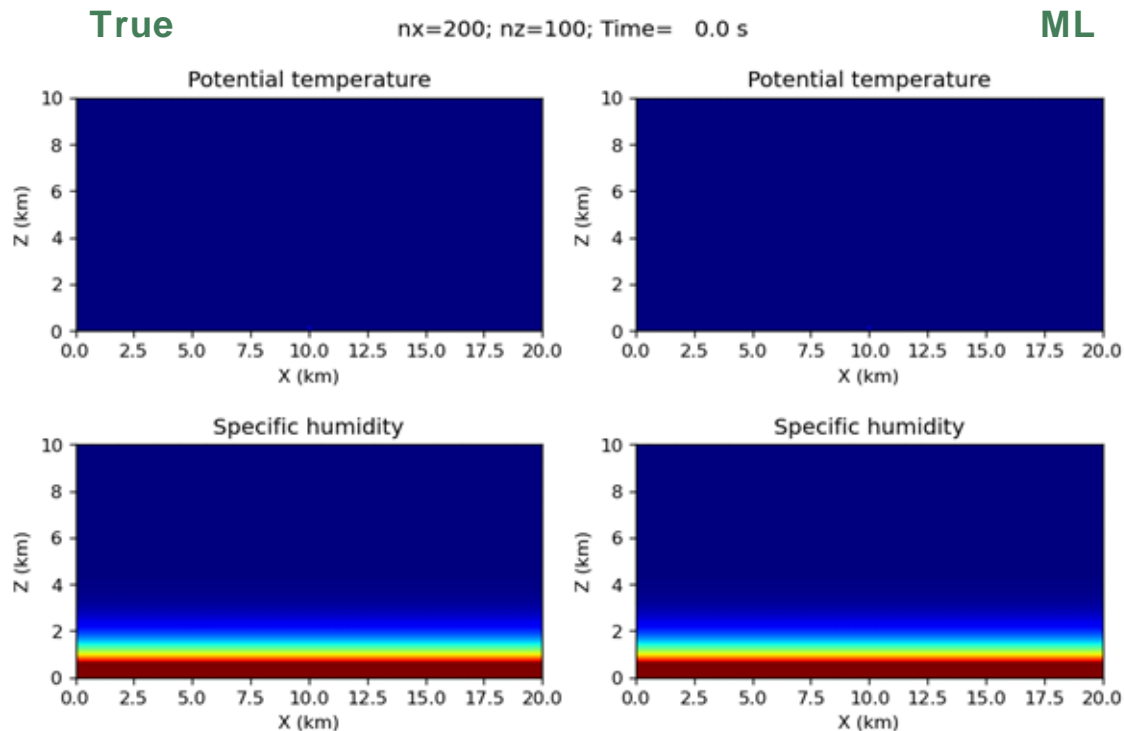 True nx=200; nz=100; Time= 0.0 s ML
Potential temperature Potential temperature
10 10
8 8
6 6
Z (km) Z (km)
4 4
2 2
0 0
0.0 2.5 5.0 7.5 10.0 12.5 15.0 17.5 20.0 0.0 2.5 5.0 7.5 10.0 12.5 15.0 17.5 20.0
X (km) X (km)
Specific humidity Specific humidity
10 10
8 8
6 6
Z (km) Z (km)
4 4
2 2
0 0
0.0 2.5 5.0 7.5 10.0 12.5 15.0 17.5 20.0 0.0 2.5 5.0 7.5 10.0 12.5 15.0 17.5 20.0
X (km) X (km)